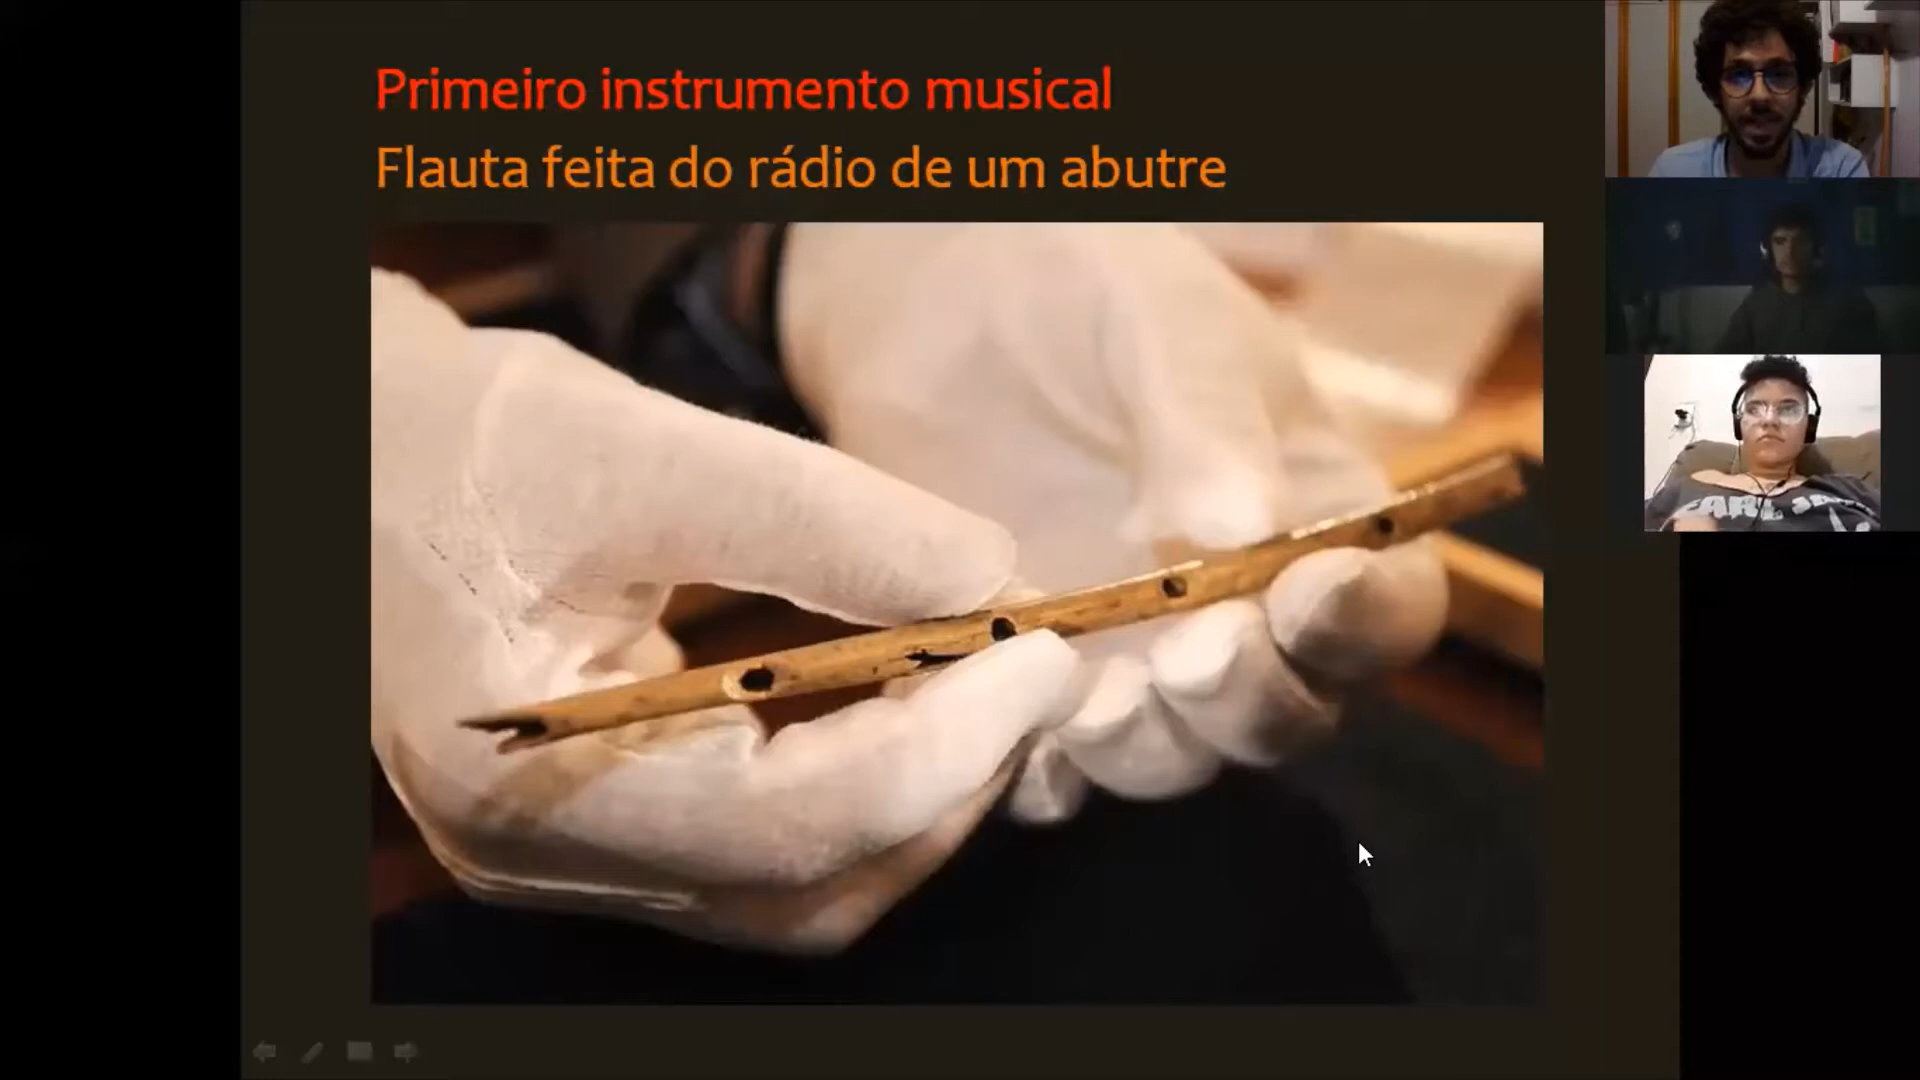 Primeiro instrumento musical
Flauta feita do rádio de um abutre